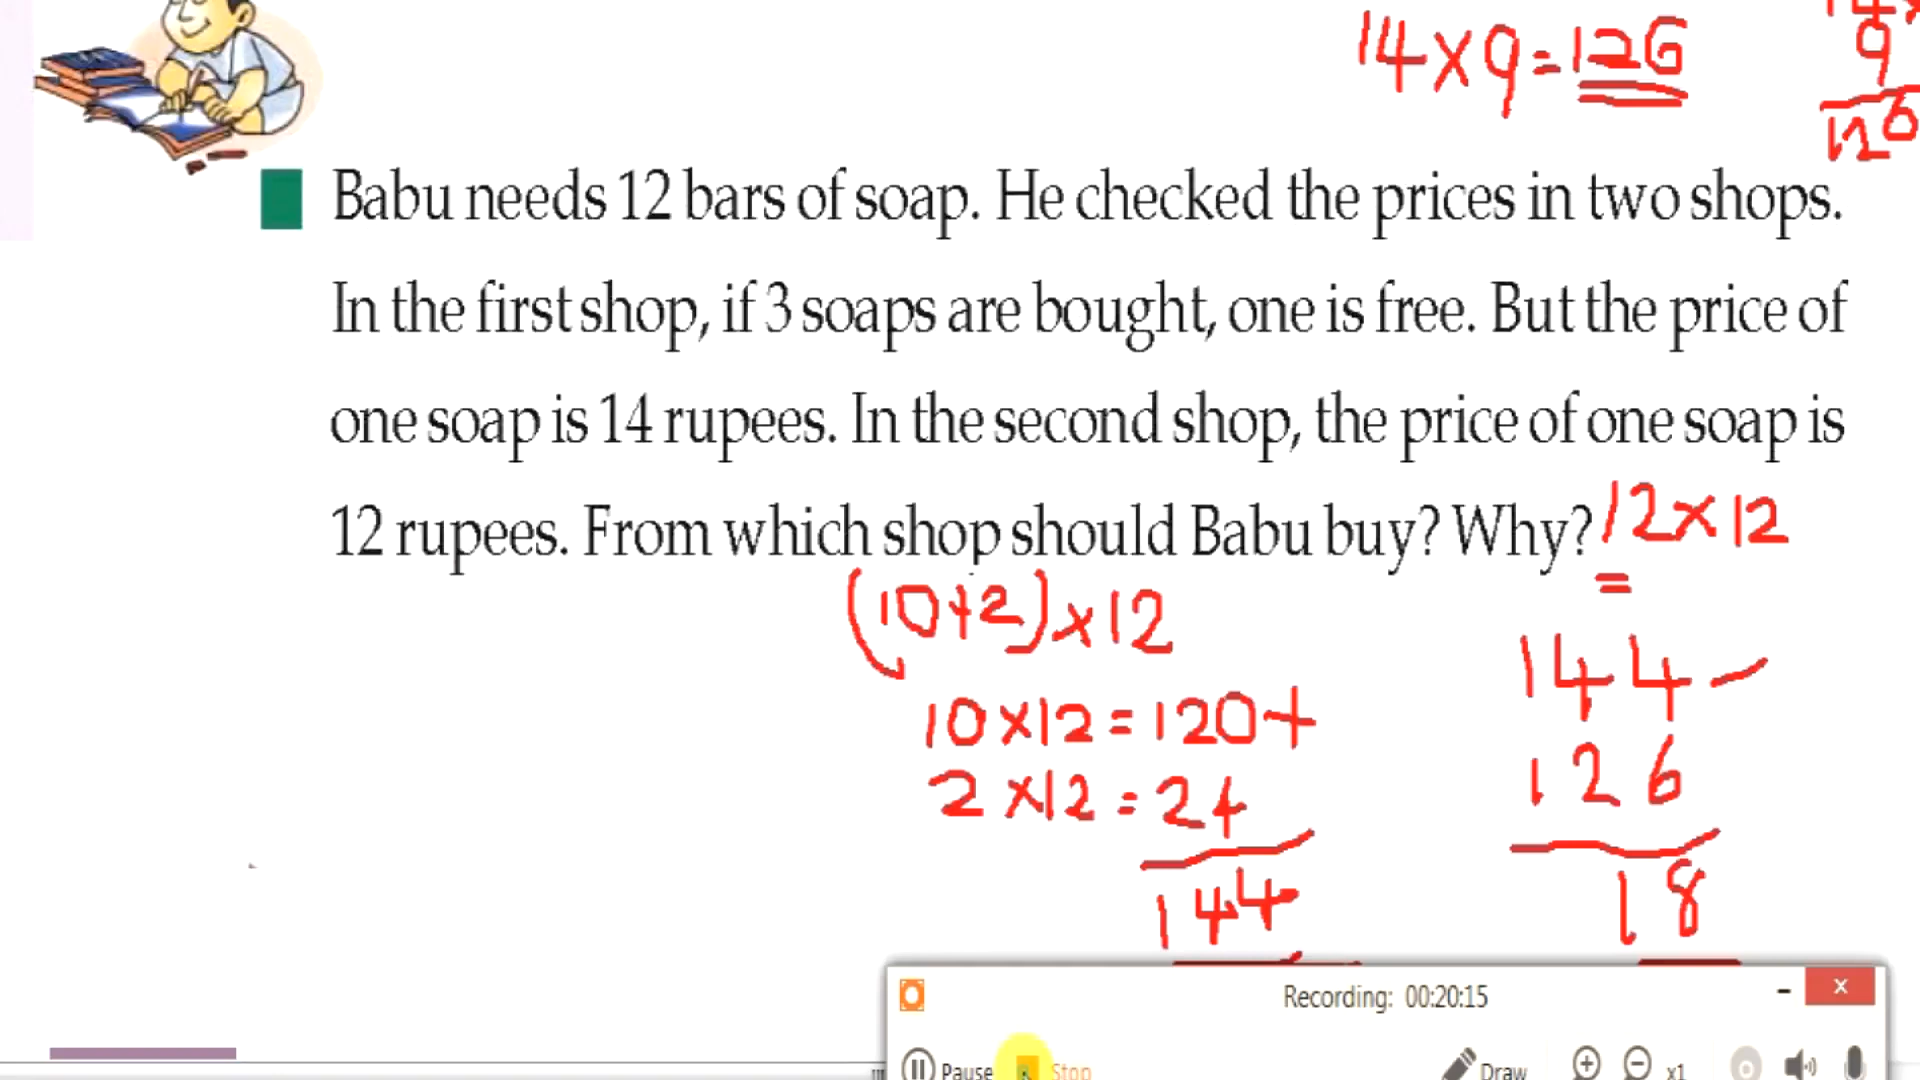 14×9=126
14×
9
126
Babu needs 12 bars of soap. He checked the prices in two shops.
In the first shop, if 3 soaps are bought, one is free. But the price of
one soap is 14 rupees. In the second shop, the price of one soap is
12 rupees. From which shop should Babu buy? Why?
12×12
=
(10+2)×12
10×12=120+
2×12=24
144
144-
126
18
Recording: 00:20:15
Pause
Stop
Draw
x1